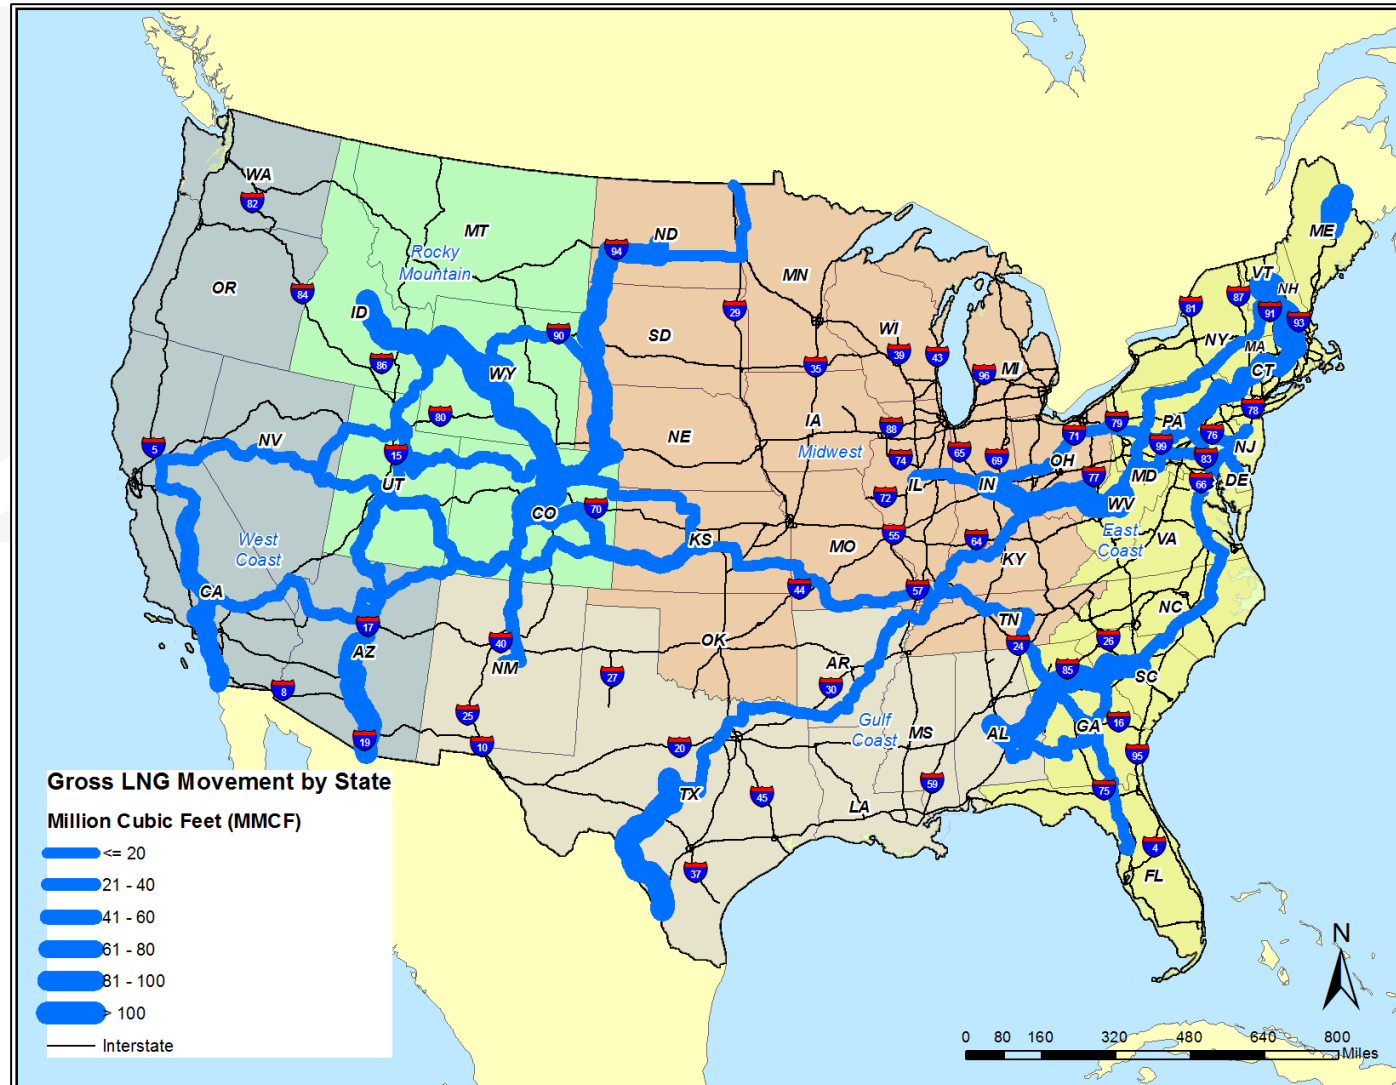 WA
82
MT
ND
94
Rocky
Mountain
ME
OR
84
ID
MN
VT
NH
87
81
91
93
29
WI
NY
MA
90
SD
39
43
86
WY
35
96
MI
CT
80
78
NV
5
NE
IA
88
79
PA
71
76
NJ
15
Midwest
65
69
OH
99
83
74
77
MD
DE
UT
IL
IN
66
72
WV
CO
70
East
Coast
West
Coast
KS
MO
55
64
KY
VA
CA
44
57
NC
17
TN
26
AZ
40
OK
24
NM
AR
85
SC
27
30
8
25
Gulf
Coast
MS
AL
GA
16
19
10
20
95
Gross LNG Movement by State
TX
45
59
75
LA
Million Cubic Feet (MMCF)
<= 20
4
37
FL
21 - 40
41 - 60
61 - 80
N
81 - 100
> 100
Interstate
0 80 160 320 480 640 800
Miles